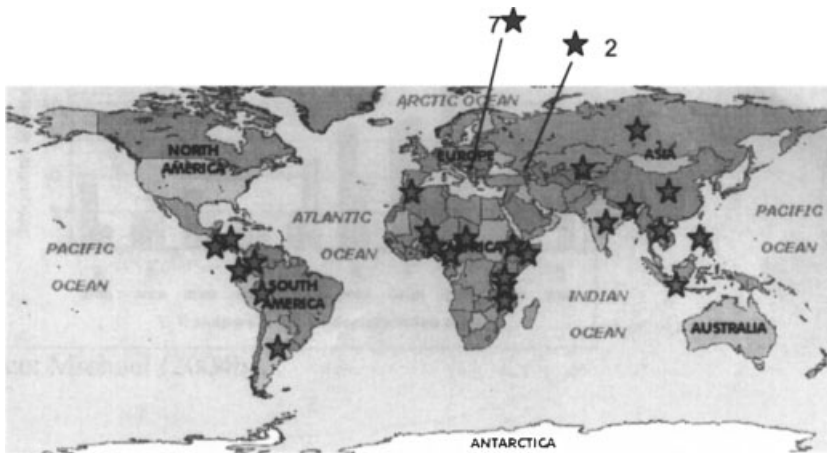 7
2
ARCTIC OCEAN
NORTH
AMERICA
EUROPE
ASIA
ATLANTIC
OCEAN
PACIFIC
OCEAN
PACIFIC
OCEAN
AFRICA
SOUTH
AMERICA
INDIAN
OCEAN
AUSTRALIA
ANTARCTICA